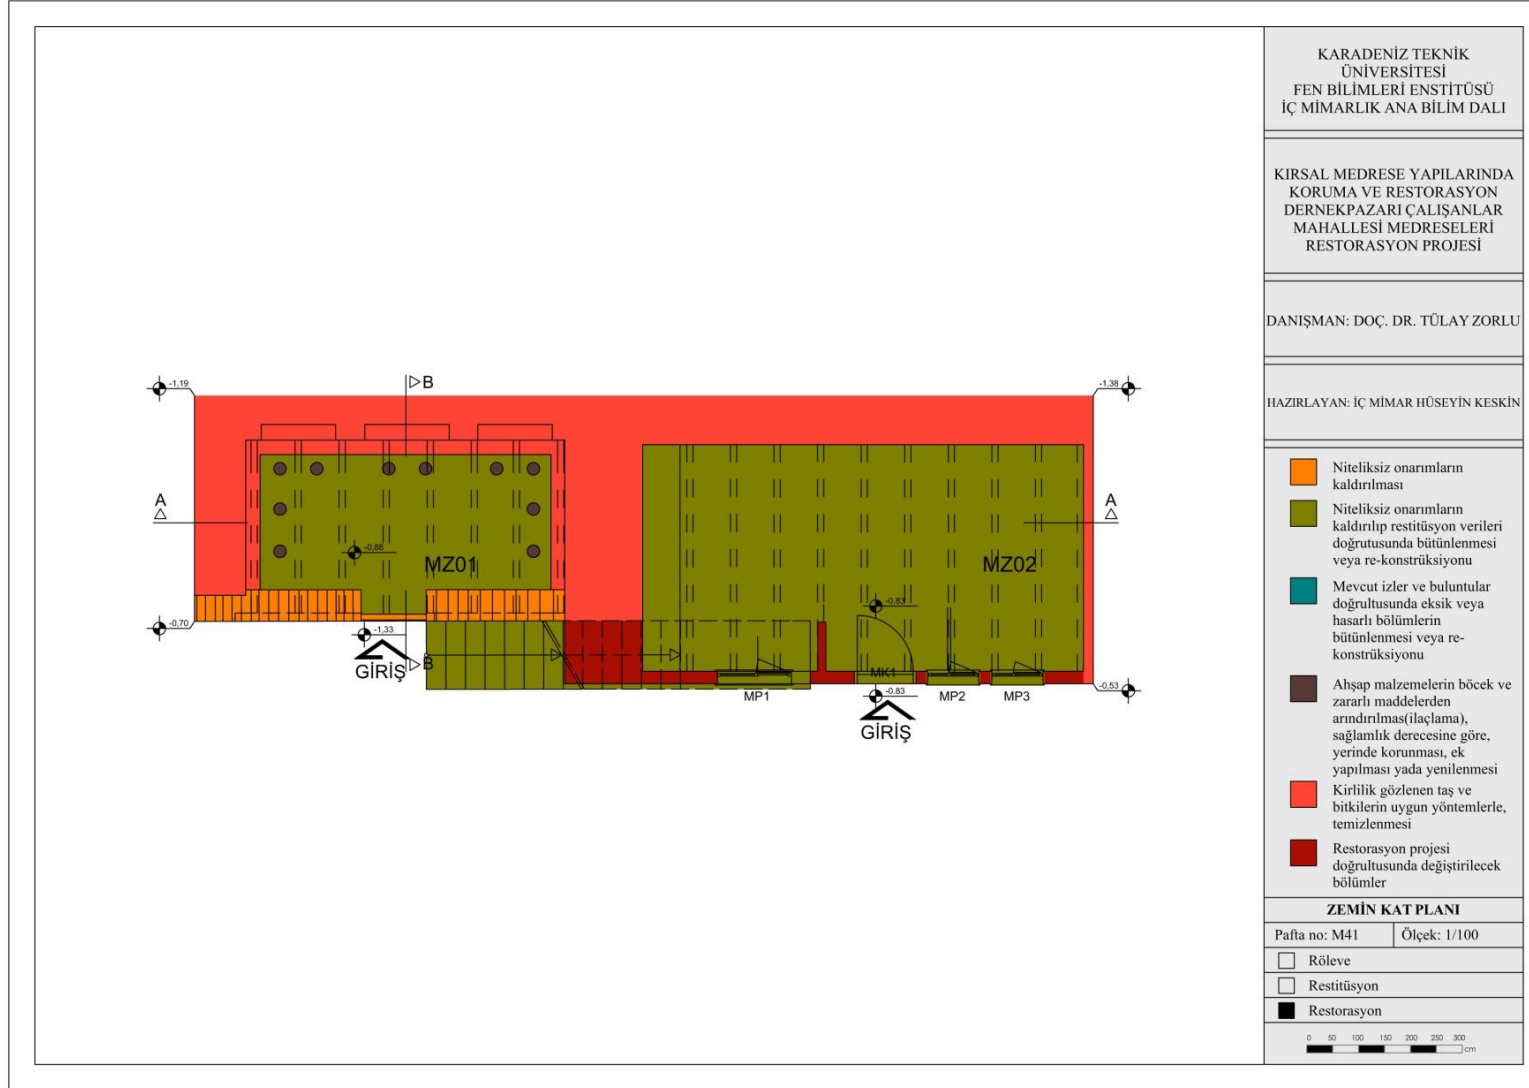 KARADENİZ TEKNİK
ÜNİVERSİTESİ
FEN BİLİMLERİ ENSTİTÜSÜ
İÇ MİMARLIK ANA BİLİM DALI
KIRSAL MEDRESE YAPILARINDA
KORUMA VE RESTORASYON
DERNEKPAZARI ÇALIŞANLAR
MAHALLESİ MEDRESELERİ
RESTORASYON PROJESİ
DANIŞMAN: DOÇ. DR. TÜLAY ZORLU
HAZIRLAYAN: İÇ MİMAR HÜSEYİN KESKİN
Niteliksiz onarımların
kaldırılması
Niteliksiz onarımların
kaldırılıp restitüsyon verileri
doğrutusunda bütünlenmesi
veya re-konstrüksiyonu
Mevcut izler ve buluntular
doğrultusunda eksik veya
hasarlı bölümlerin
bütünlenmesi veya re-
konstrüksiyonu
Ahşap malzemelerin böcek ve
zararlı maddelerden
arındırılması(ilaçlama),
sağlamlık derecesine göre,
yerinde korunması, ek
yapılması yada yenilenmesi
Kirlilik gözlenen taş ve
bitkilerin uygun yöntemlerle,
temizlenmesi
Restorasyon projesi
doğrultusunda değiştirilecek
bölümler
ZEMİN KAT PLANI
Pafta no: M41 Ölçek: 1/100
Röleve
Restitüsyon
Restorasyon
0 50 100 150 200 250 300
cm
-1,19
B
-1,38
A
A
-0,88
MZ01
MZ02
-0.83
-0,70
-1,33
B
GİRİŞ
MK1
MP1
-0.83
MP2
MP3
-0,53
GİRİŞ